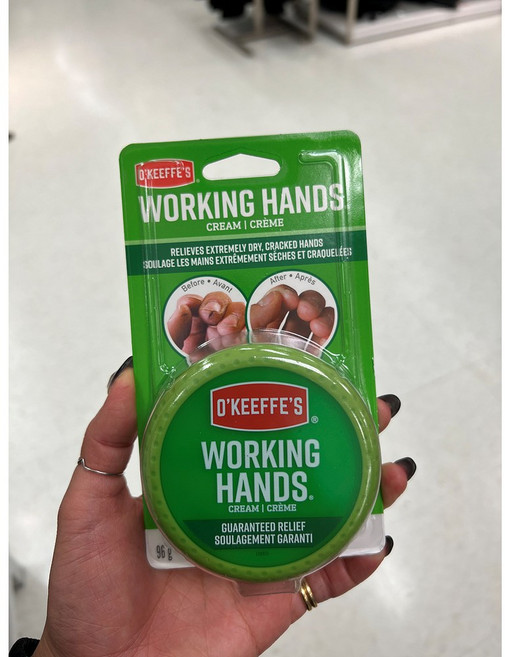 O'KEEFFE'S
WORKING HANDS
CREAM | CRÈME
RELIEVES EXTREMELY DRY, CRACKED HANDS
SOULAGE LES MAINS EXTRÊMEMENT SÈCHES ET CRAQUELÉES
Before • Avant
After • Après
O'KEEFFE'S®
WORKING
HANDS®
CREAM | CRÈME
GUARANTEED RELIEF
SOULAGEMENT GARANTI
96 g